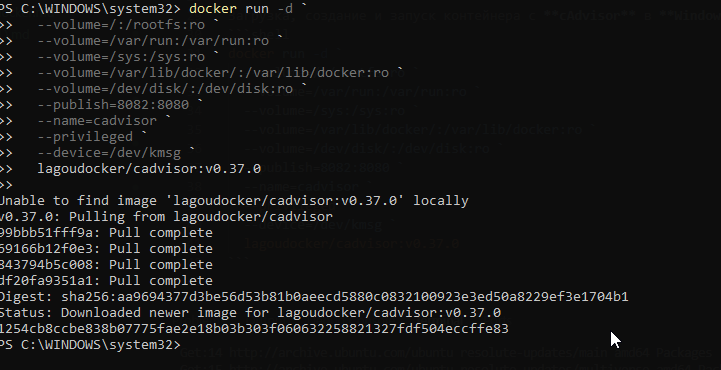 PS C:\WINDOWS\system32> docker run -d `
>>   --volume=/:/rootfs:ro `
>>   --volume=/var/run:/var/run:ro `
>>   --volume=/sys:/sys:ro `
>>   --volume=/var/lib/docker/:/var/lib/docker:ro `
>>   --volume=/dev/disk/:/dev/disk:ro `
>>   --publish=8082:8080 `
>>   --name=cadvisor `
>>   --privileged `
>>   --device=/dev/kmsg `
>>   lagoudocker/cadvisor:v0.37.0
>>
Unable to find image 'lagoudocker/cadvisor:v0.37.0' locally
v0.37.0: Pulling from lagoudocker/cadvisor
99bbb51fff9a: Pull complete
69166b12f0e3: Pull complete
843794b5c008: Pull complete
df20fa9351a1: Pull complete
Digest: sha256:aa9694377d3be56d53b81b0aeecd5880c0832100923e3ed50a8229ef3e1704b1
Status: Downloaded newer image for lagoudocker/cadvisor:v0.37.0
1254cb8ccbe838b07775fae2e18b03b303f060632258821327fdf504eccffe83
PS C:\WINDOWS\system32>